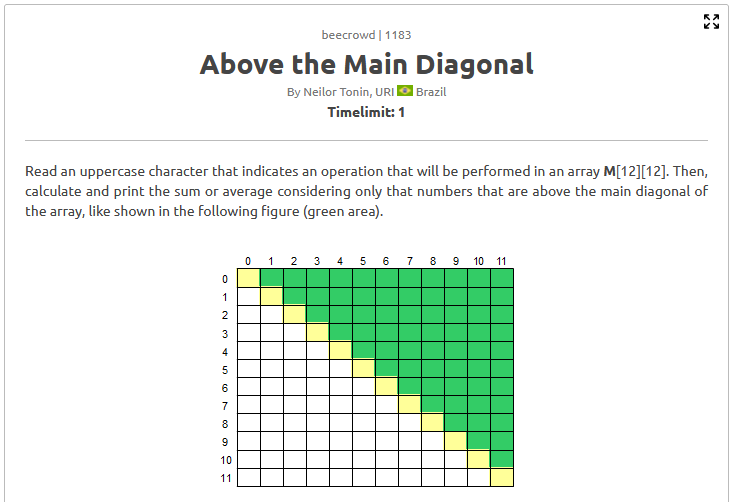 beecrowd | 1183
Above the Main Diagonal
By Neilor Tonin, URI Brazil
Timelimit: 1
Read an uppercase character that indicates an operation that will be performed in an array M[12][12]. Then,
calculate and print the sum or average considering only that numbers that are above the main diagonal of
the array, like shown in the following figure (green area).
0 1 2 3 4 5 6 7 8 9 10 11
0
1
2
3
4
5
6
7
8
9
10
11